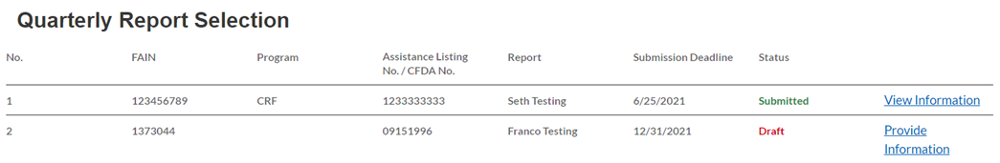 Quarterly Report Selection
No. FAIN Program Assistance Listing No. / CFDA No. Report Submission Deadline Status
1 123456789 CRF 1233333333 Seth Testing 6/25/2021 Submitted View Information
2 1373044 09151996 Franco Testing 12/31/2021 Draft Provide Information